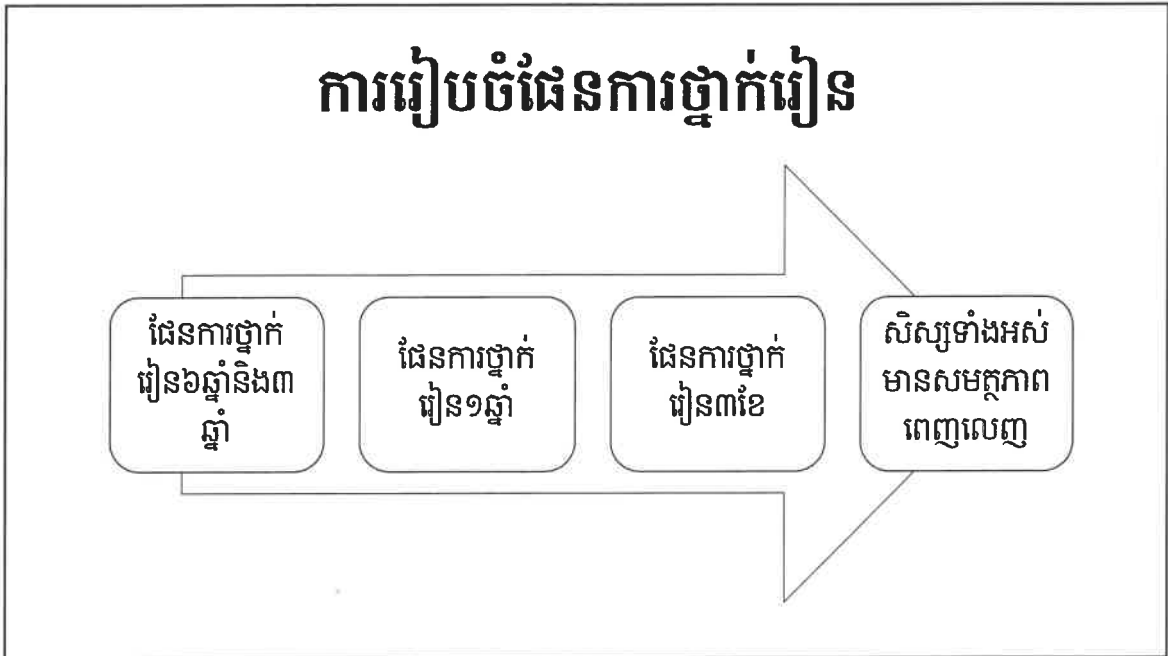 ការរៀបចំផែនការថ្នាក់រៀន
ផែនការថ្នាក់
រៀន៦ឆ្នាំនិង៣
ឆ្នាំ
ផែនការថ្នាក់
រៀន១ឆ្នាំ
ផែនការថ្នាក់
រៀន៣ខែ
សិស្សទាំងអស់
មានសមត្ថភាព
ពេញលេញ